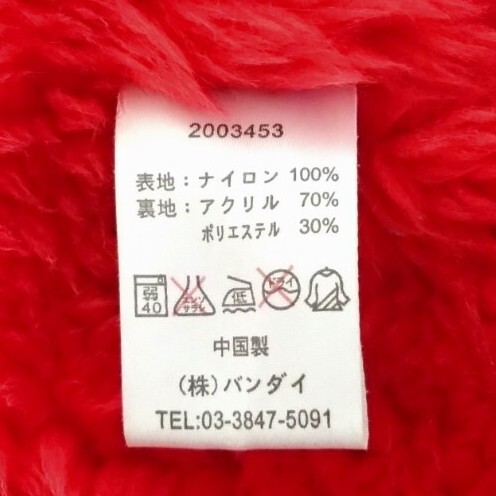 2003453
表地：ナイロン 100%
裏地：アクリル 70%
ポリエステル 30%
弱 40 エンソサラシ 低 ドライ
中国製
(株)バンダイ
TEL:03-3847-5091